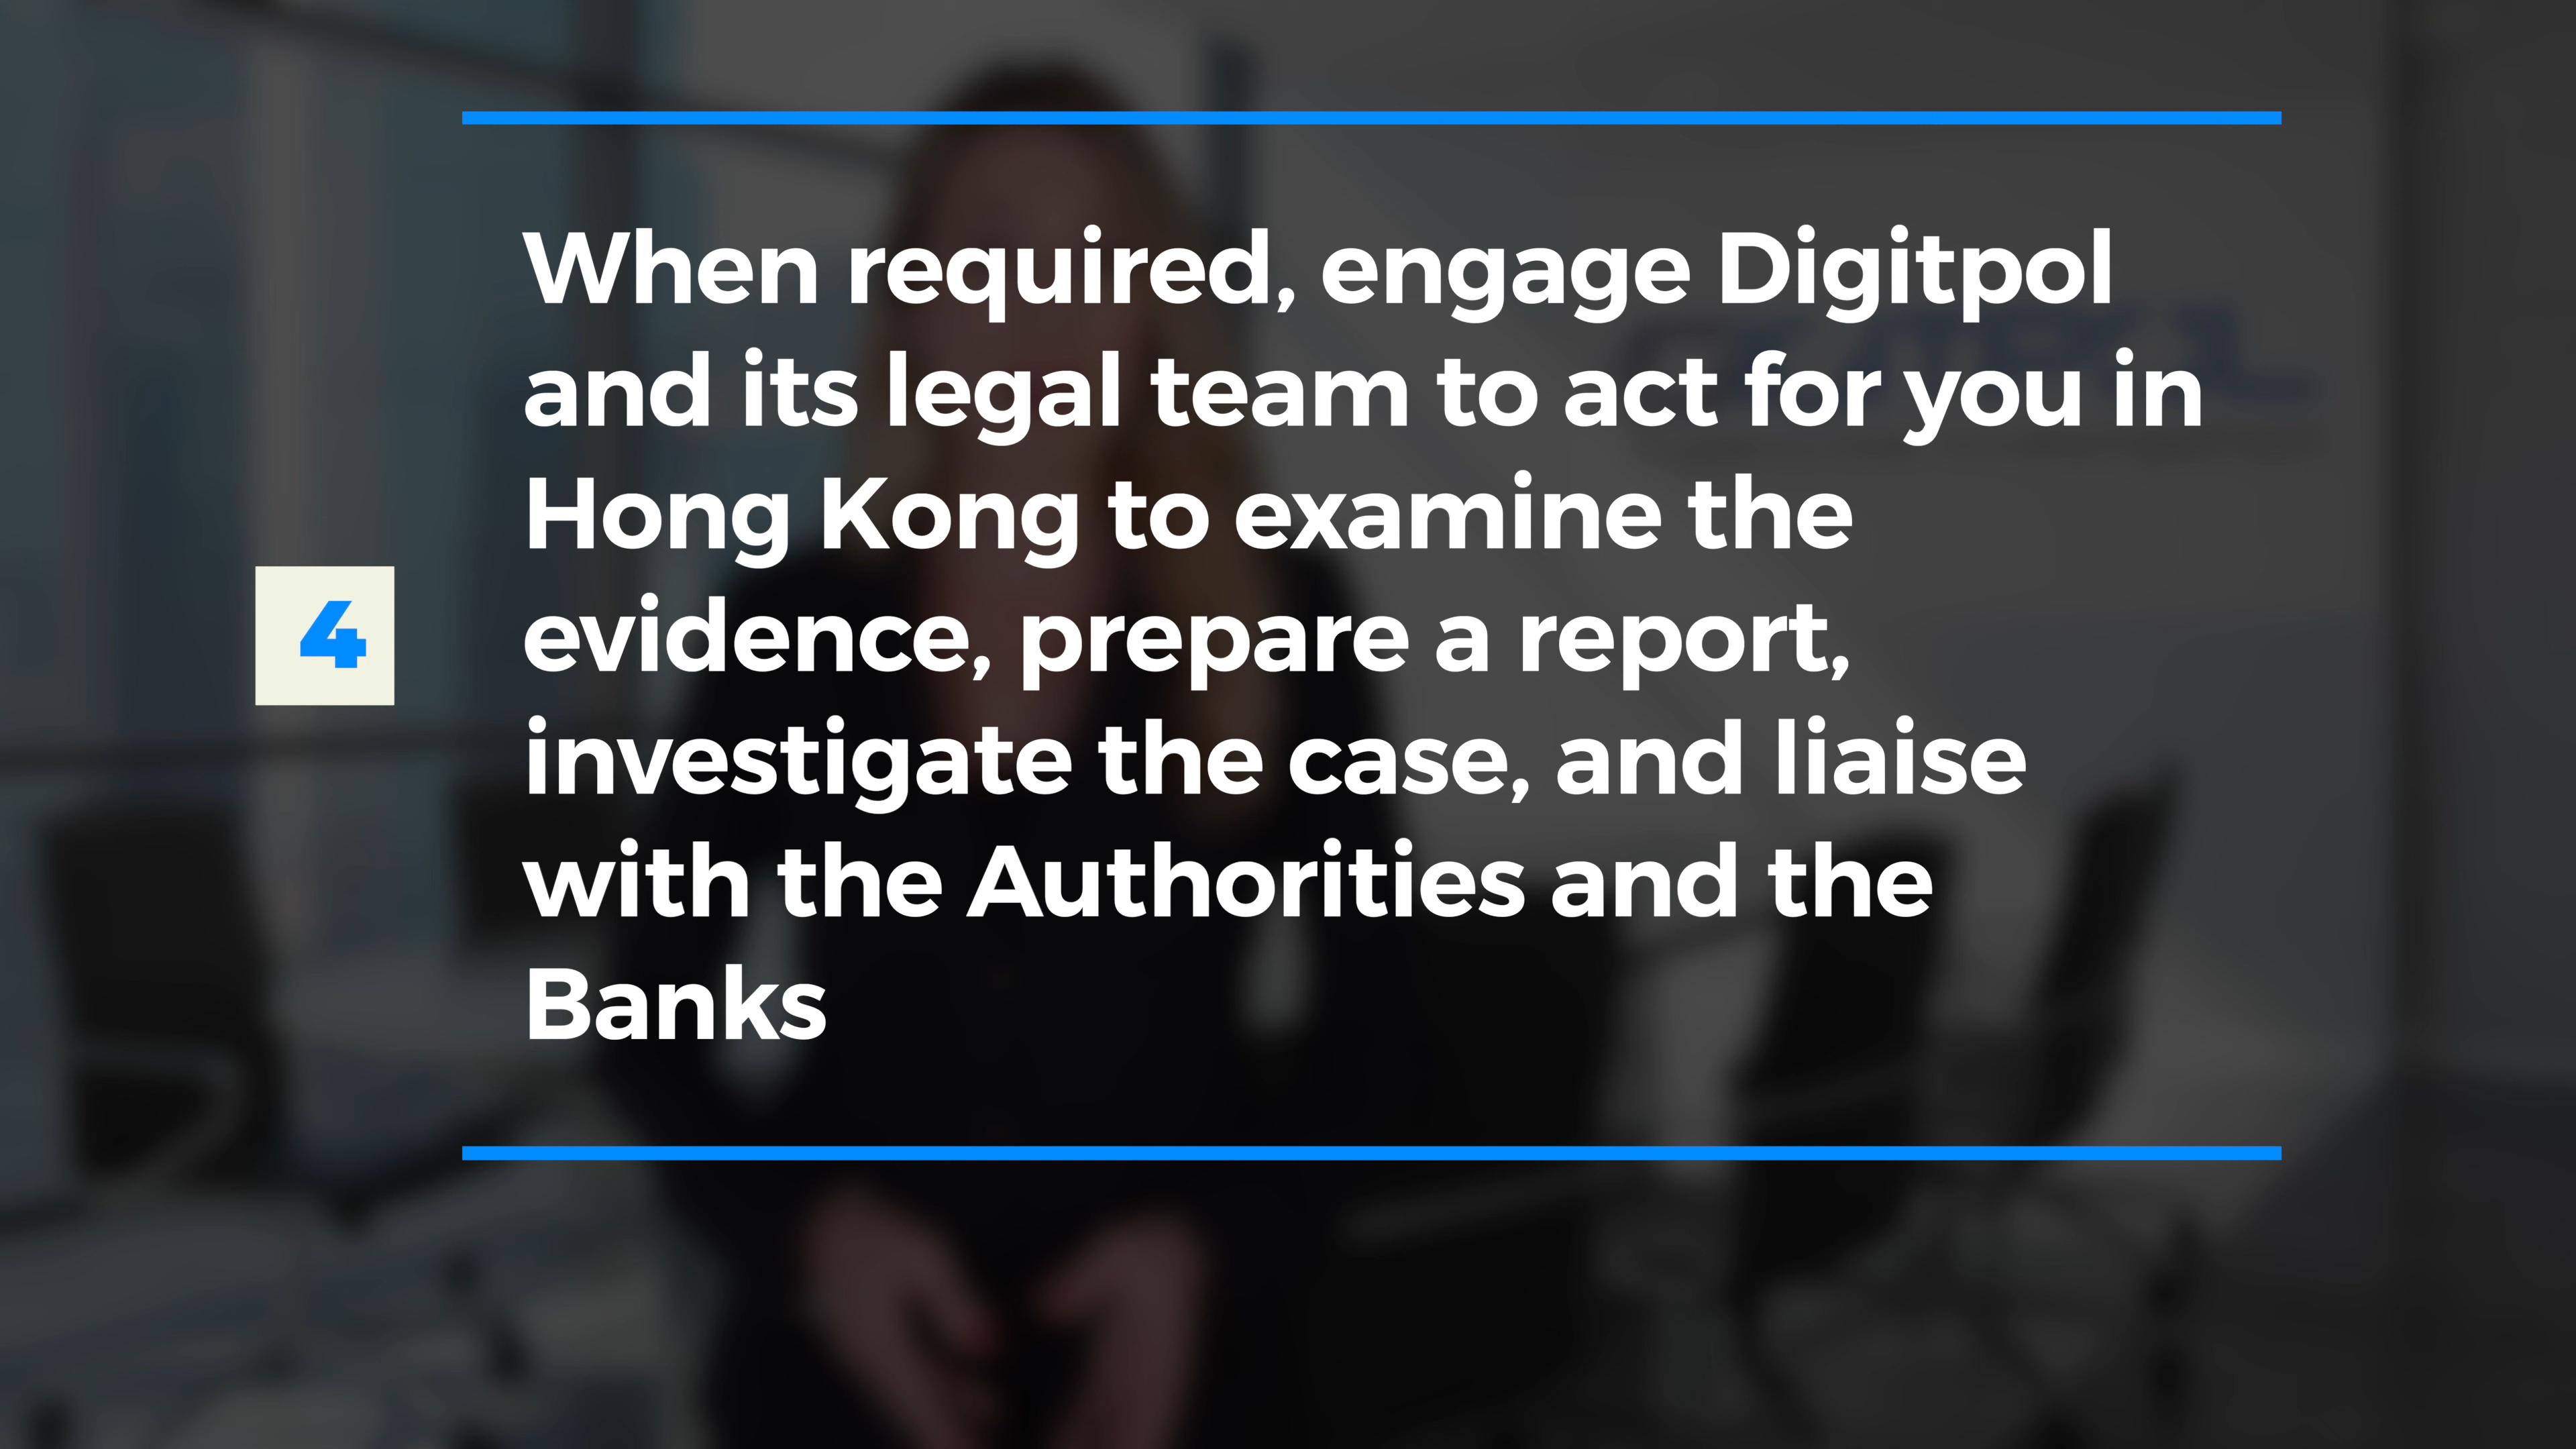 4
When required, engage Digitpol
and its legal team to act for you in
Hong Kong to examine the
evidence, prepare a report,
investigate the case, and liaise
with the Authorities and the
Banks